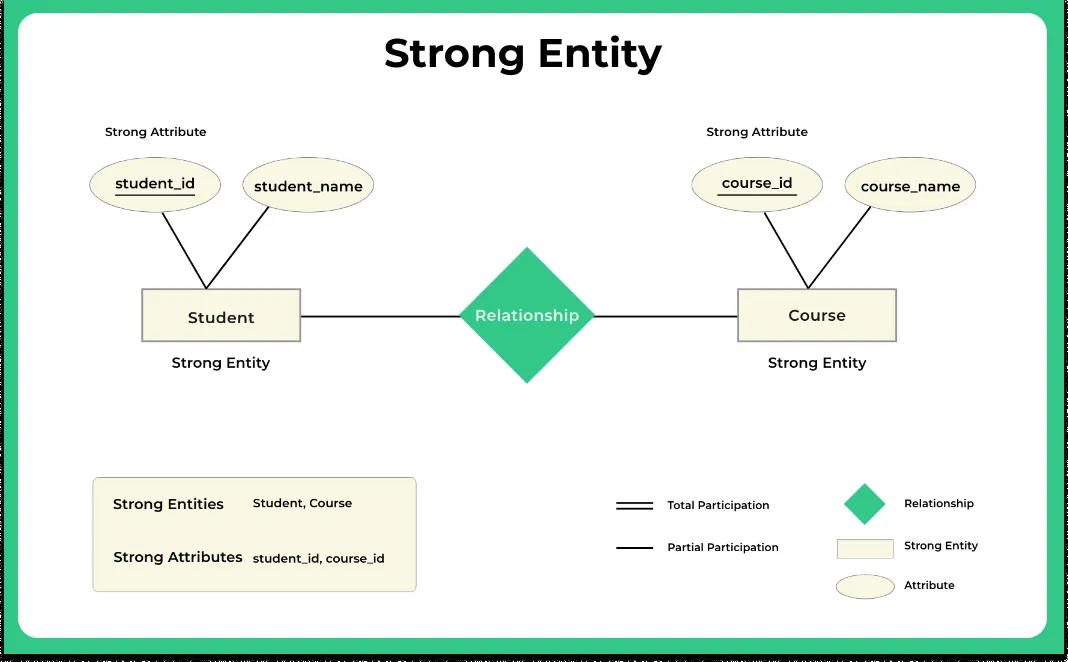 Strong Entity
Strong Attribute
Strong Attribute
student_id
student_name
course_id
course_name
Student
Relationship
Course
Strong Entity
Strong Entity
Strong Entities Student, Course
Strong Attributes student_id, course_id
Total Participation
Partial Participation
Relationship
Strong Entity
Attribute